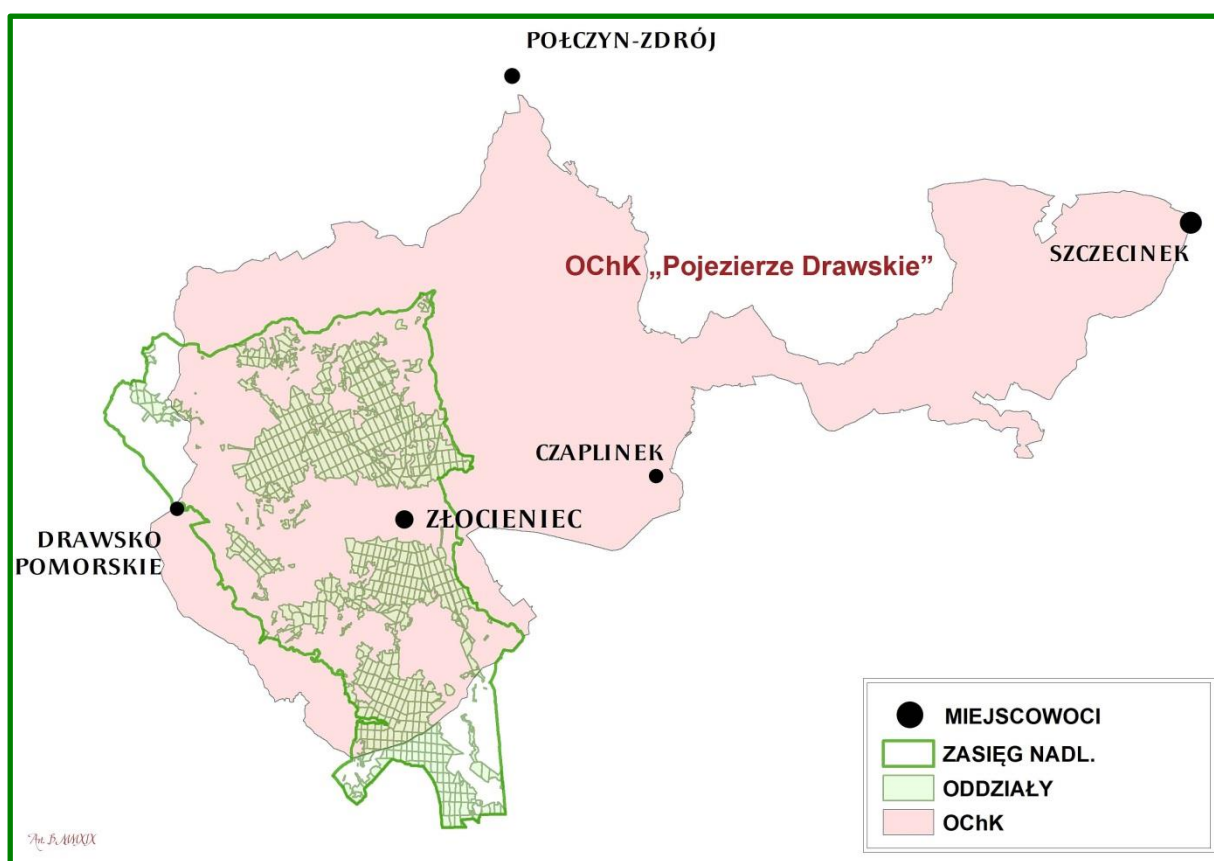 POŁCZYN-ZDRÓJ
SZCZECINEK
OChK „Pojezierze Drawskie”
CZAPLINEK
ZŁOCIENIEC
DRAWSKO
POMORSKIE
MIEJSCOWOCI
ZASIĘG NADL.
ODDZIAŁY
OChK